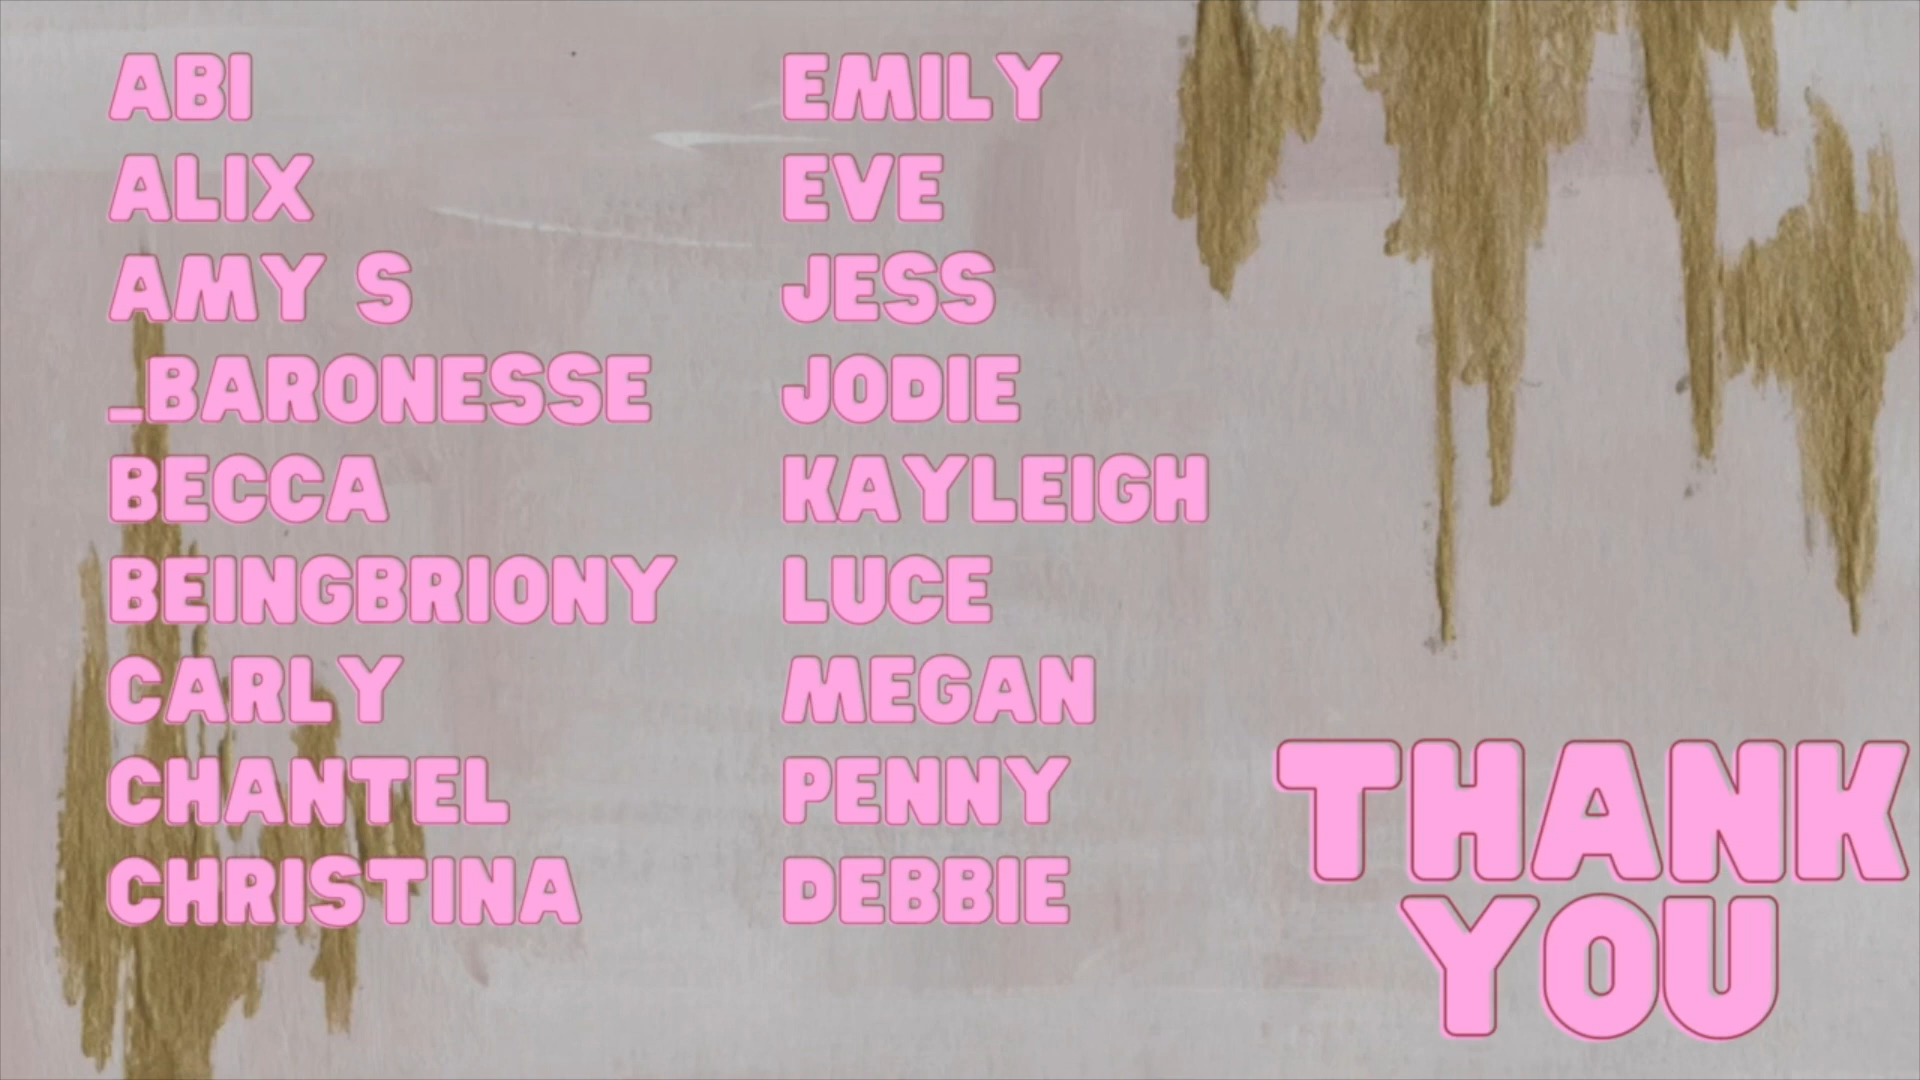 ABI
ALIX
AMY S
_BARONESSE
BECCA
BEINGBRIONY
CARLY
CHANTEL
CHRISTINA
EMILY
EVE
JESS
JODIE
KAYLEIGH
LUCE
MEGAN
PENNY
DEBBIE
THANK
YOU